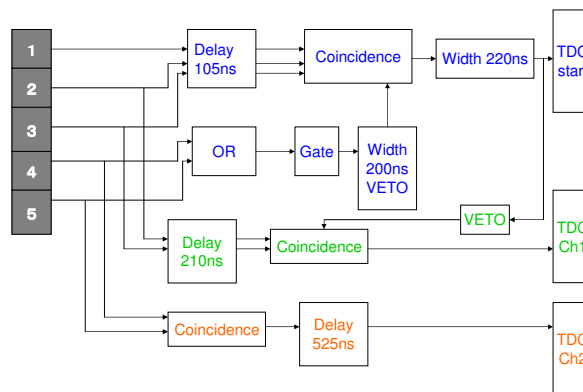 1
2
3
4
5
Delay
105ns
Coincidence
Width 220ns
TDC
star
OR
Gate
Width
200ns
VETO
Delay
210ns
Coincidence
VETO
TDC
Ch1
Coincidence
Delay
525ns
TDC
Ch2